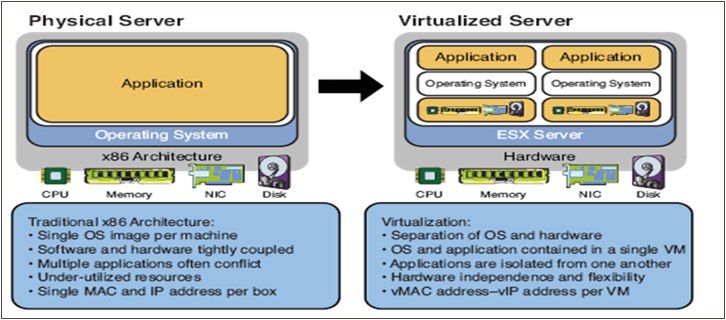 Physical Server
Application
Operating System
x86 Architecture
CPU
Memory
NIC
Disk
Traditional x86 Architecture:
• Single OS image per machine
• Software and hardware tightly coupled
• Multiple applications often conflict
• Under-utilized resources
• Single MAC and IP address per box
Virtualized Server
Application
Application
Operating System
Operating System
ESX Server
Hardware
CPU
Memory
NIC
Disk
Virtualization:
• Separation of OS and hardware
• OS and application contained in a single VM
• Applications are isolated from one another
• Hardware independence and flexibility
• vMAC address–vIP address per VM